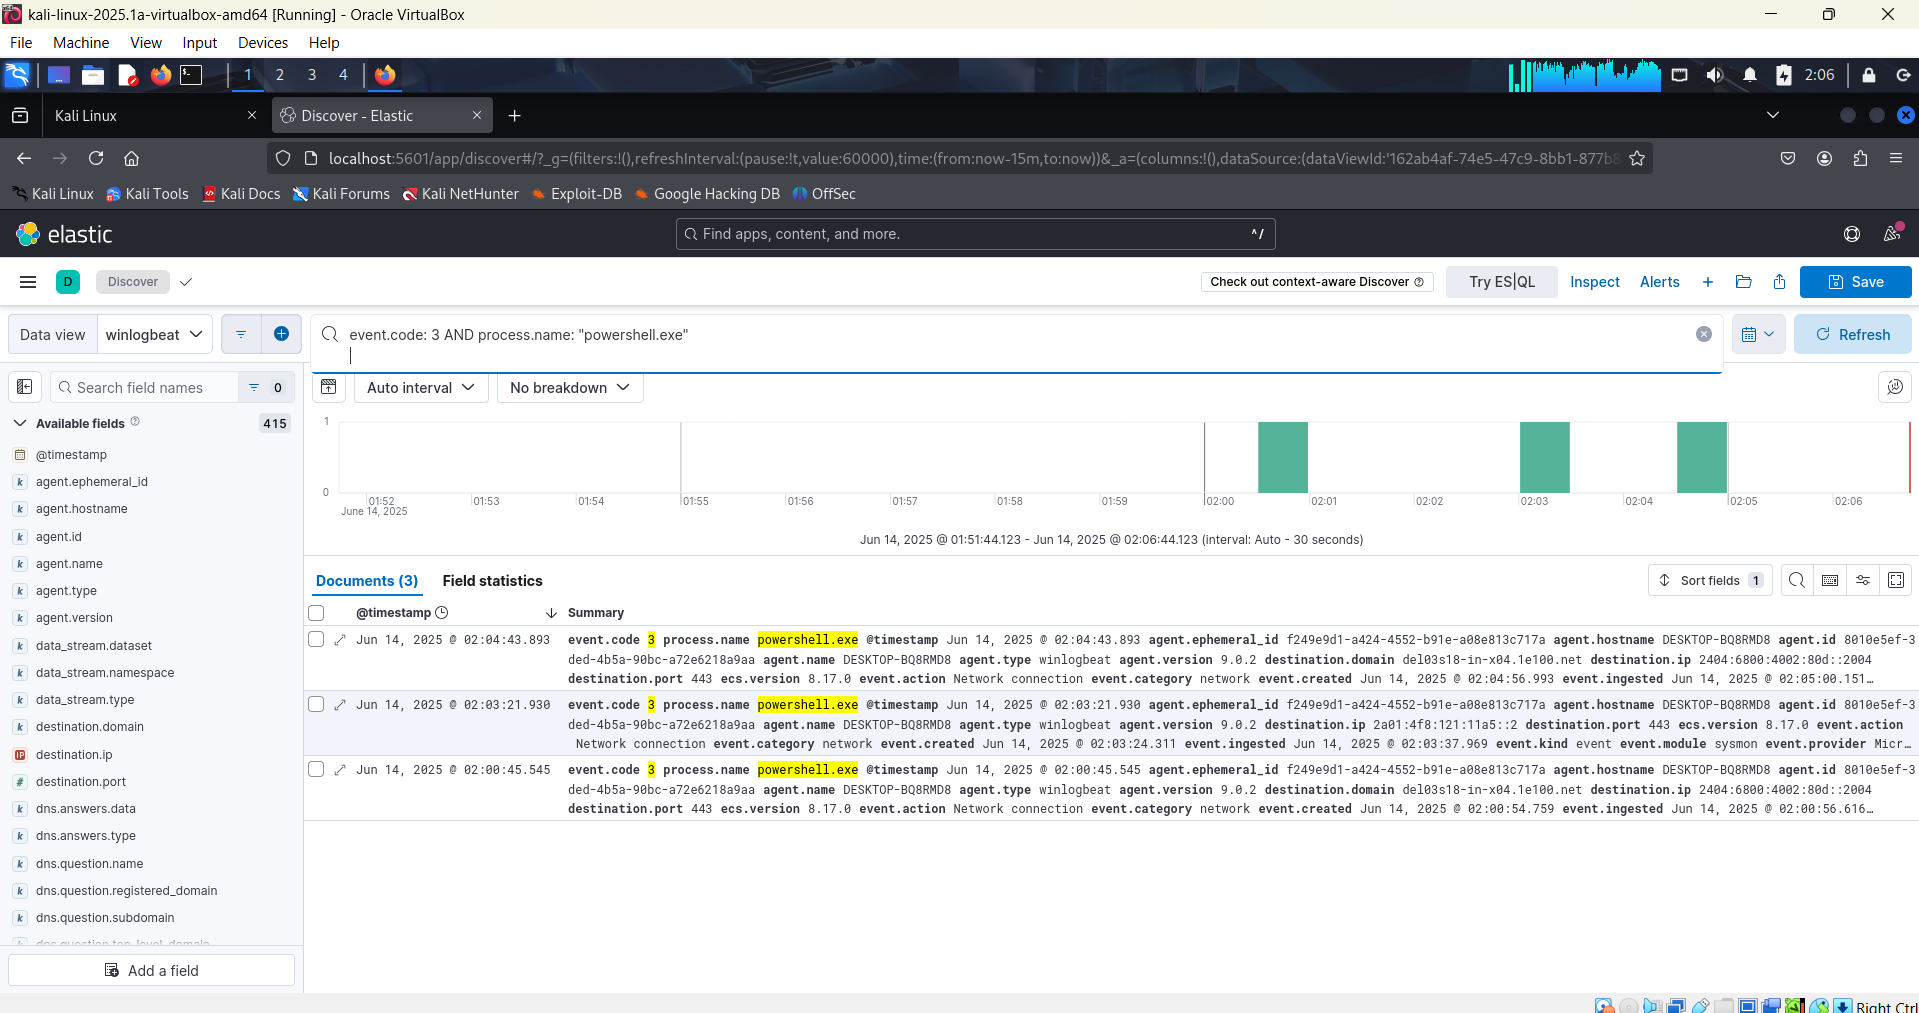 kali-linux-2025.1a-virtualbox-amd64 [Running] - Oracle VirtualBox
File Machine View Input Devices Help
1 2 3 4 2:06
Kali Linux Discover - Elastic
localhost:5601/app/discover#/?_g=(filters:!(),refreshInterval:(pause:!t,value:60000),time:(from:now-15m,to:now))&_a=(columns:!(),dataSource:(dataViewId:'162ab4af-74e5-47c9-8bb1-877b8
Kali Linux Kali Tools Kali Docs Kali Forums Kali NetHunter Exploit-DB Google Hacking DB OffSec
elastic Find apps, content, and more. ^/
D Discover Check out context-aware Discover Try ES|QL Inspect Alerts Save
Data view winlogbeat event.code: 3 AND process.name: "powershell.exe" Refresh
Search field names 0 Auto interval No breakdown
Available fields 415
@timestamp
agent.ephemeral_id
agent.hostname
agent.id
agent.name
agent.type
agent.version
data_stream.dataset
data_stream.namespace
data_stream.type
destination.domain
destination.ip
destination.port
dns.answers.data
dns.answers.type
dns.question.name
dns.question.registered_domain
dns.question.subdomain
dns.question.top_level_domain
Add a field
1
0
01:52 01:53 01:54 01:55 01:56 01:57 01:58 01:59 02:00 02:01 02:02 02:03 02:04 02:05 02:06
June 14, 2025
Jun 14, 2025 @ 01:51:44.123 - Jun 14, 2025 @ 02:06:44.123 (interval: Auto - 30 seconds)
Documents (3) Field statistics Sort fields 1
@timestamp Summary
Jun 14, 2025 @ 02:04:43.893 event.code 3 process.name powershell.exe @timestamp Jun 14, 2025 @ 02:04:43.893 agent.ephemeral_id f249e9d1-a424-4552-b91e-a08e813c717a agent.hostname DESKTOP-BQ8RMD8 agent.id 8010e5ef-3
ded-4b5a-90bc-a72e6218a9aa agent.name DESKTOP-BQ8RMD8 agent.type winlogbeat agent.version 9.0.2 destination.domain del03s18-in-x04.1e100.net destination.ip 2404:6800:4002:80d::2004
destination.port 443 ecs.version 8.17.0 event.action Network connection event.category network event.created Jun 14, 2025 @ 02:04:56.993 event.ingested Jun 14, 2025 @ 02:05:00.151…
Jun 14, 2025 @ 02:03:21.930 event.code 3 process.name powershell.exe @timestamp Jun 14, 2025 @ 02:03:21.930 agent.ephemeral_id f249e9d1-a424-4552-b91e-a08e813c717a agent.hostname DESKTOP-BQ8RMD8 agent.id 8010e5ef-3
ded-4b5a-90bc-a72e6218a9aa agent.name DESKTOP-BQ8RMD8 agent.type winlogbeat agent.version 9.0.2 destination.ip 2a01:4f8:121:11a5::2 destination.port 443 ecs.version 8.17.0 event.action
Network connection event.category network event.created Jun 14, 2025 @ 02:03:24.311 event.ingested Jun 14, 2025 @ 02:03:37.969 event.kind event event.module sysmon event.provider Micr…
Jun 14, 2025 @ 02:00:45.545 event.code 3 process.name powershell.exe @timestamp Jun 14, 2025 @ 02:00:45.545 agent.ephemeral_id f249e9d1-a424-4552-b91e-a08e813c717a agent.hostname DESKTOP-BQ8RMD8 agent.id 8010e5ef-3
ded-4b5a-90bc-a72e6218a9aa agent.name DESKTOP-BQ8RMD8 agent.type winlogbeat agent.version 9.0.2 destination.domain del03s18-in-x04.1e100.net destination.ip 2404:6800:4002:80d::2004
destination.port 443 ecs.version 8.17.0 event.action Network connection event.category network event.created Jun 14, 2025 @ 02:00:54.759 event.ingested Jun 14, 2025 @ 02:00:56.616…
Right Ctrl